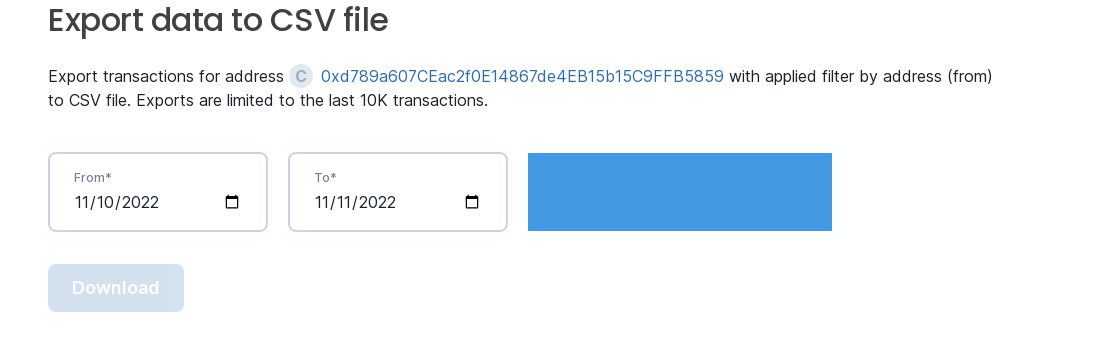 Export data to CSV file
Export transactions for address C 0xd789a607CEac2f0E14867de4EB15b15C9FFB5859 with applied filter by address (from)
to CSV file. Exports are limited to the last 10K transactions.
From* To*
11/10/2022 11/11/2022
Download